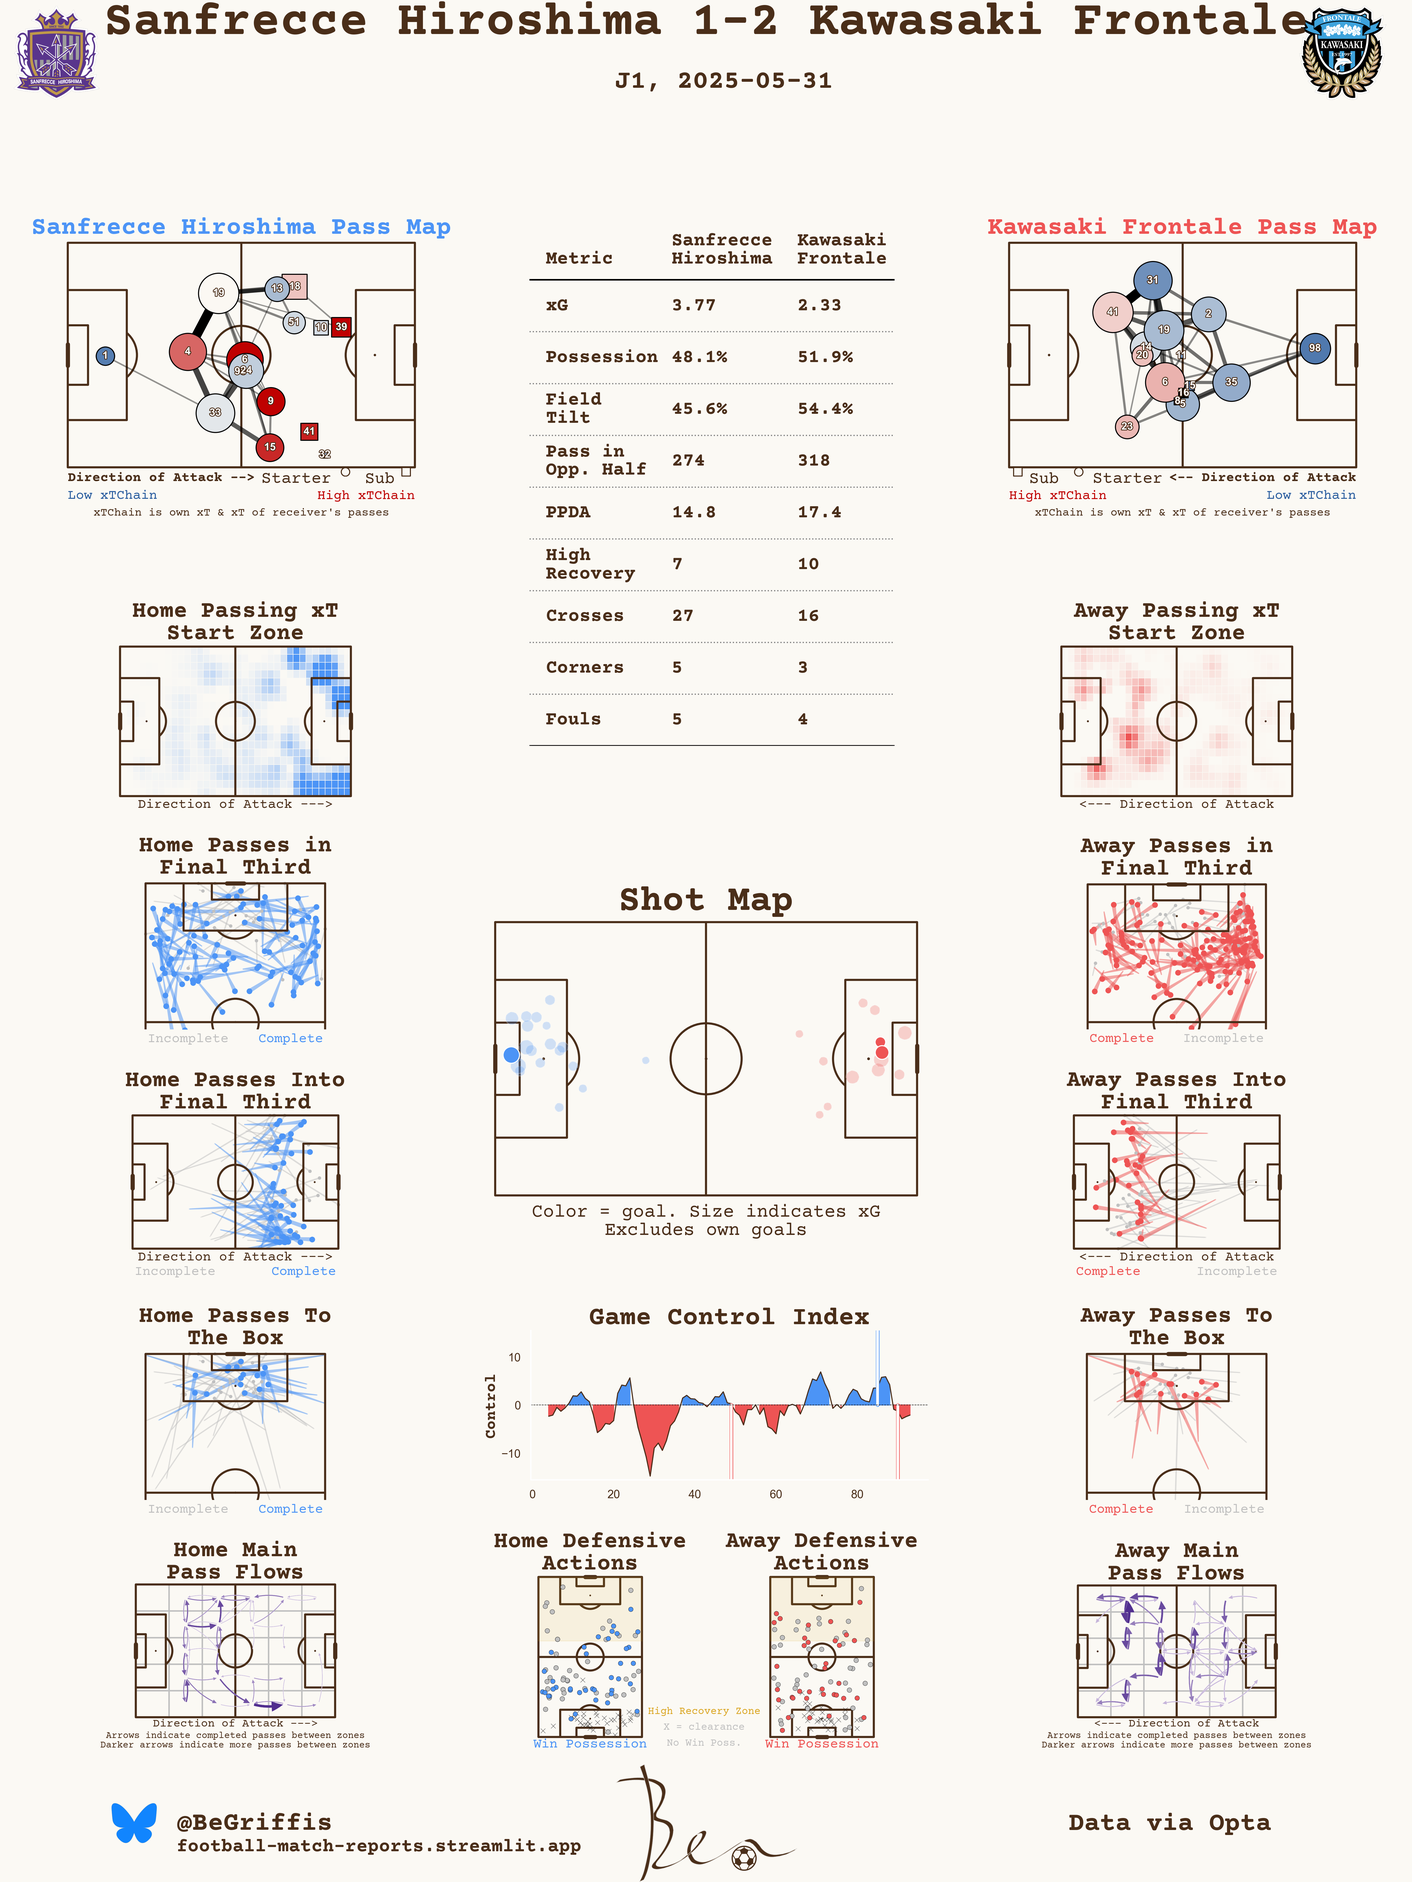 Sanfrecce Hiroshima 1-2 Kawasaki Frontale
J1, 2025-05-31
SANFRECCE HIROSHIMA
FRONTALE
KAWASAKI
Sanfrecce Hiroshima Pass Map
19
13
18
51
10
39
1
4
6
24
9
33
41
15
32
Direction of Attack --> Starter Sub
Low xTChain High xTChain
xTChain is own xT & xT of receiver's passes
Metric Sanfrecce Hiroshima Kawasaki Frontale
xG 3.77 2.33
Possession 48.1% 51.9%
Field Tilt 45.6% 54.4%
Pass in Opp. Half 274 318
PPDA 14.8 17.4
High Recovery 7 10
Crosses 27 16
Corners 5 3
Fouls 5 4
Kawasaki Frontale Pass Map
31
41
19
2
14
20
11
98
6
15
16
8
5
35
23
Sub Starter <-- Direction of Attack
High xTChain Low xTChain
xTChain is own xT & xT of receiver's passes
Home Passing xT
Start Zone
Direction of Attack --->
Away Passing xT
Start Zone
<--- Direction of Attack
Home Passes in
Final Third
Incomplete Complete
Away Passes in
Final Third
Complete Incomplete
Shot Map
Color = goal. Size indicates xG
Excludes own goals
Home Passes Into
Final Third
Direction of Attack --->
Incomplete Complete
Away Passes Into
Final Third
<--- Direction of Attack
Complete Incomplete
Home Passes To
The Box
Incomplete Complete
Game Control Index
Control
10
0
−10
0 20 40 60 80
Away Passes To
The Box
Complete Incomplete
Home Main
Pass Flows
Direction of Attack --->
Arrows indicate completed passes between zones
Darker arrows indicate more passes between zones
Home Defensive
Actions
Win Possession
High Recovery Zone
X = clearance
No Win Poss.
Away Defensive
Actions
Win Possession
Away Main
Pass Flows
<--- Direction of Attack
Arrows indicate completed passes between zones
Darker arrows indicate more passes between zones
@BeGriffis
football-match-reports.streamlit.app
Ben
Data via Opta